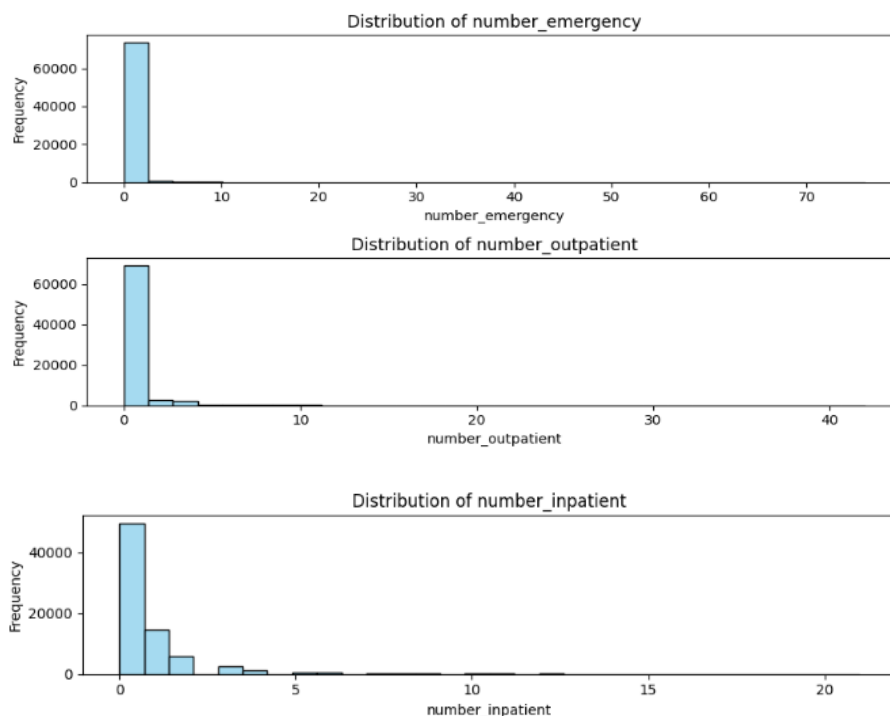 Distribution of number_emergency
60000
40000
20000
0
Frequency
0 10 20 30 40 50 60 70
number_emergency
Distribution of number_outpatient
60000
40000
20000
0
Frequency
0 10 20 30 40
number_outpatient
Distribution of number_inpatient
40000
20000
0
Frequency
0 5 10 15 20
number_inpatient